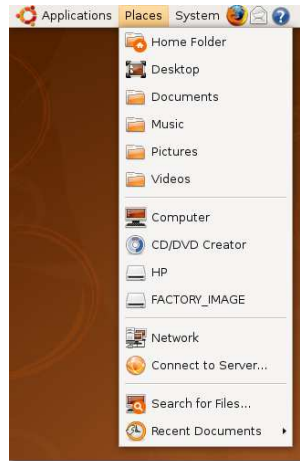 Applications Places System
Home Folder
Desktop
Documents
Music
Pictures
Videos
Computer
CD/DVD Creator
HP
FACTORY_IMAGE
Network
Connect to Server...
Search for Files...
Recent Documents